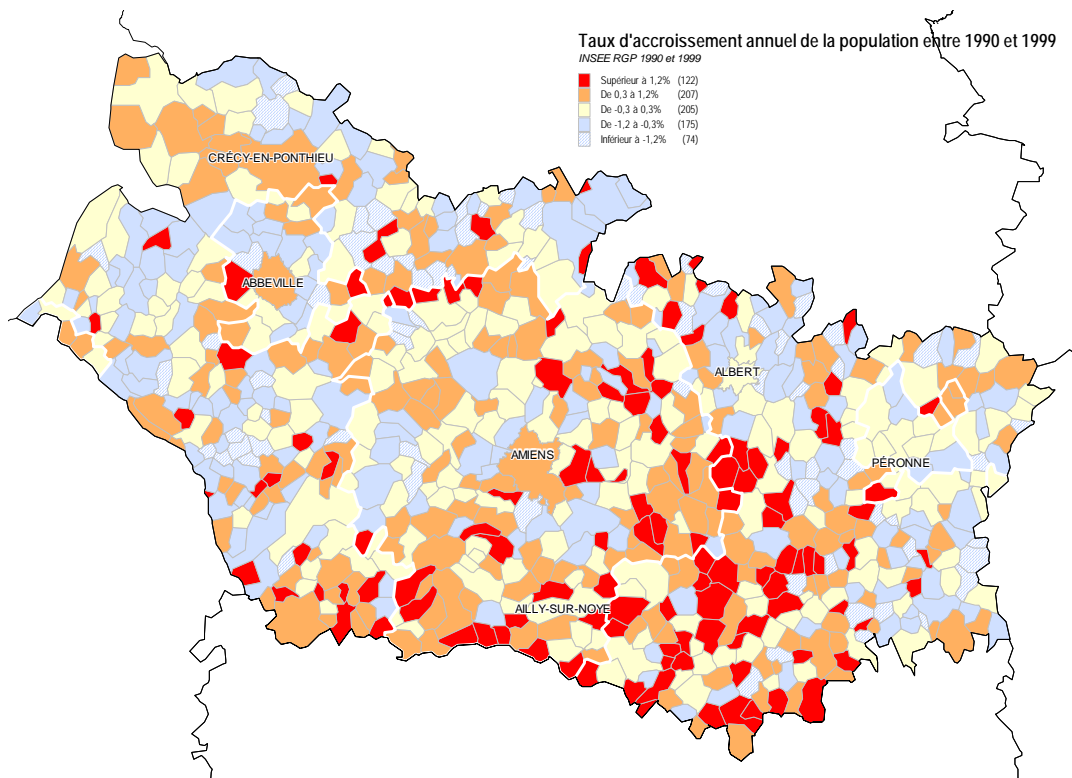 Taux d'accroissement annuel de la population entre 1990 et 1999
INSEE RGP 1990 et 1999
Supérieur à 1,2% (122)
De 0,3 à 1,2% (207)
De -0,3 à 0,3% (205)
De -1,2 à -0,3% (175)
Inférieur à -1,2% (74)
CRÉCY-EN-PONTHIEU
ABBEVILLE
ALBERT
AMIENS
PÉRONNE
AILLY-SUR-NOYE